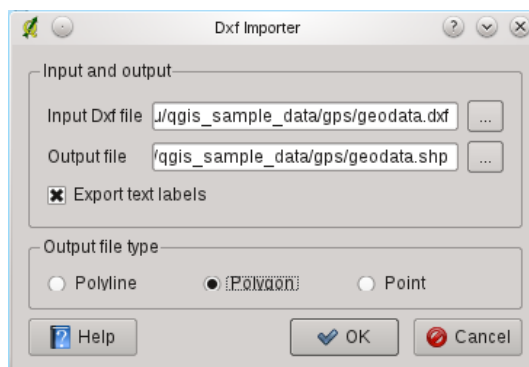 Dxf Importer
Input and output
Input Dxf file u/qgis_sample_data/gps/geodata.dxf ...
Output file /qgis_sample_data/gps/geodata.shp ...
Export text labels
Output file type
Polyline Polygon Point
Help OK Cancel